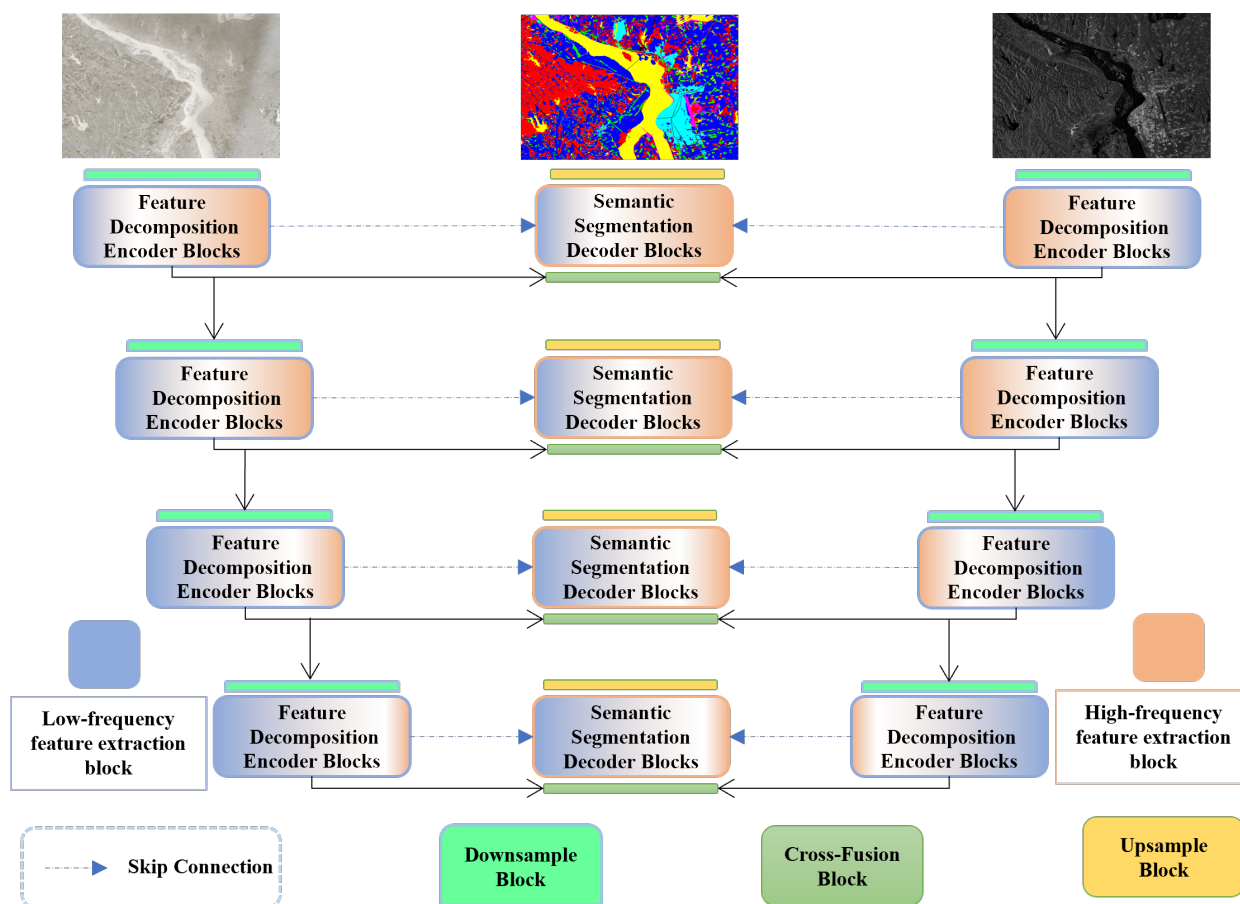 Feature
Decomposition
Encoder Blocks
Semantic
Segmentation
Decoder Blocks
Feature
Decomposition
Encoder Blocks
Feature
Decomposition
Encoder Blocks
Semantic
Segmentation
Decoder Blocks
Feature
Decomposition
Encoder Blocks
Feature
Decomposition
Encoder Blocks
Semantic
Segmentation
Decoder Blocks
Feature
Decomposition
Encoder Blocks
Low-frequency
feature extraction
block
Feature
Decomposition
Encoder Blocks
Semantic
Segmentation
Decoder Blocks
Feature
Decomposition
Encoder Blocks
High-frequency
feature extraction
block
Skip Connection
Downsample
Block
Cross-Fusion
Block
Upsample
Block